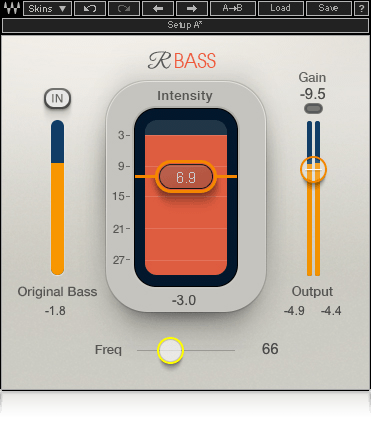 Skins A→B Load Save ?
Setup A*
R BASS
IN
Intensity
Gain
-9.5
3-
9-
15-
21-
27-
6.9
Original Bass
-1.8
-3.0
Output
-4.9 -4.4
Freq 66